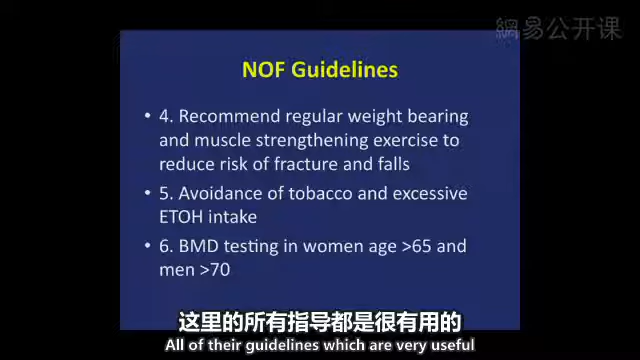 網易公开课
NOF Guidelines
• 4. Recommend regular weight bearing
and muscle strengthening exercise to
reduce risk of fracture and falls
• 5. Avoidance of tobacco and excessive
ETOH intake
• 6. BMD testing in women age >65 and
men >70
这里的所有指导都是很有用的
All of their guidelines which are very useful